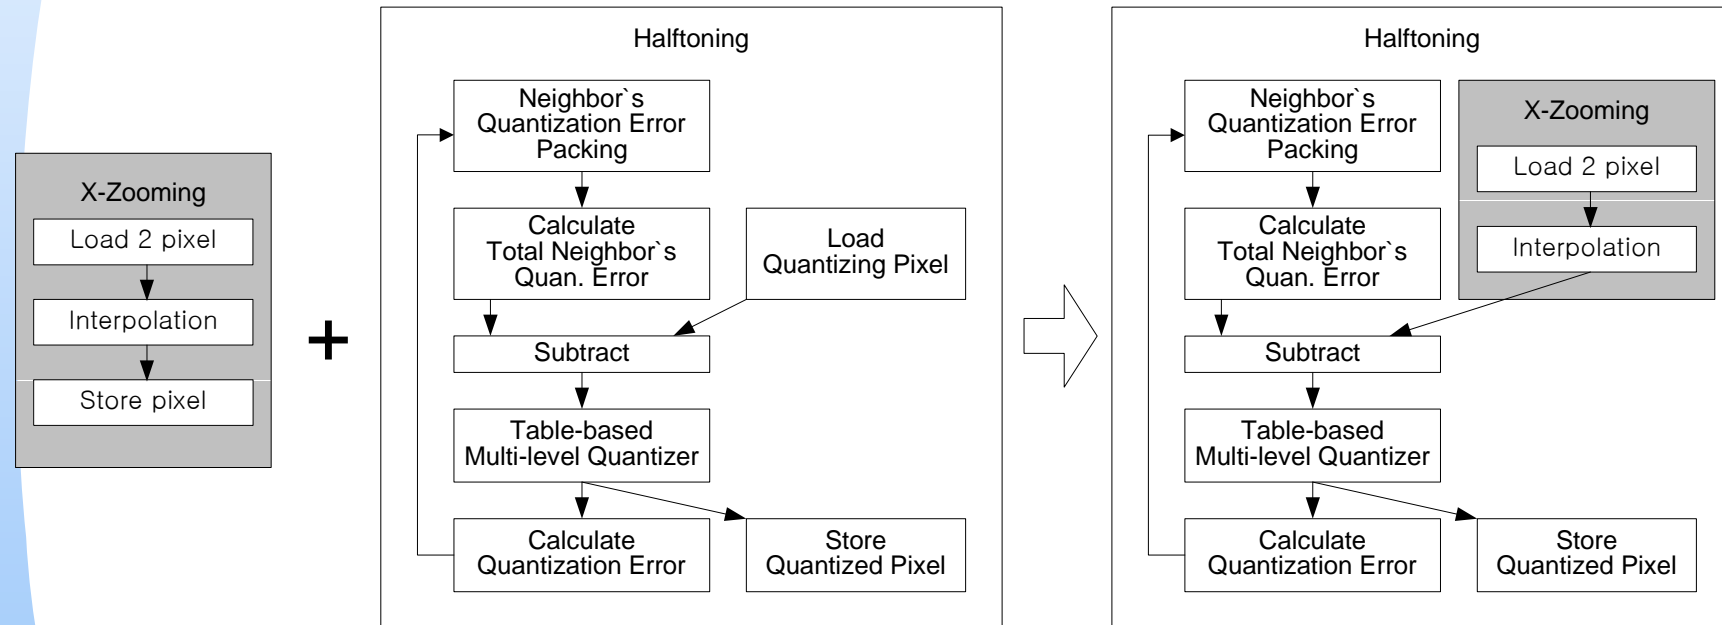 X-Zooming
Load 2 pixel
Interpolation
Store pixel
+
Halftoning
Neighbor`s
Quantization Error
Packing
Calculate
Total Neighbor`s
Quan. Error
Load
Quantizing Pixel
Subtract
Table-based
Multi-level Quantizer
Calculate
Quantization Error
Store
Quantized Pixel
Halftoning
Neighbor`s
Quantization Error
Packing
X-Zooming
Load 2 pixel
Interpolation
Calculate
Total Neighbor`s
Quan. Error
Subtract
Table-based
Multi-level Quantizer
Calculate
Quantization Error
Store
Quantized Pixel